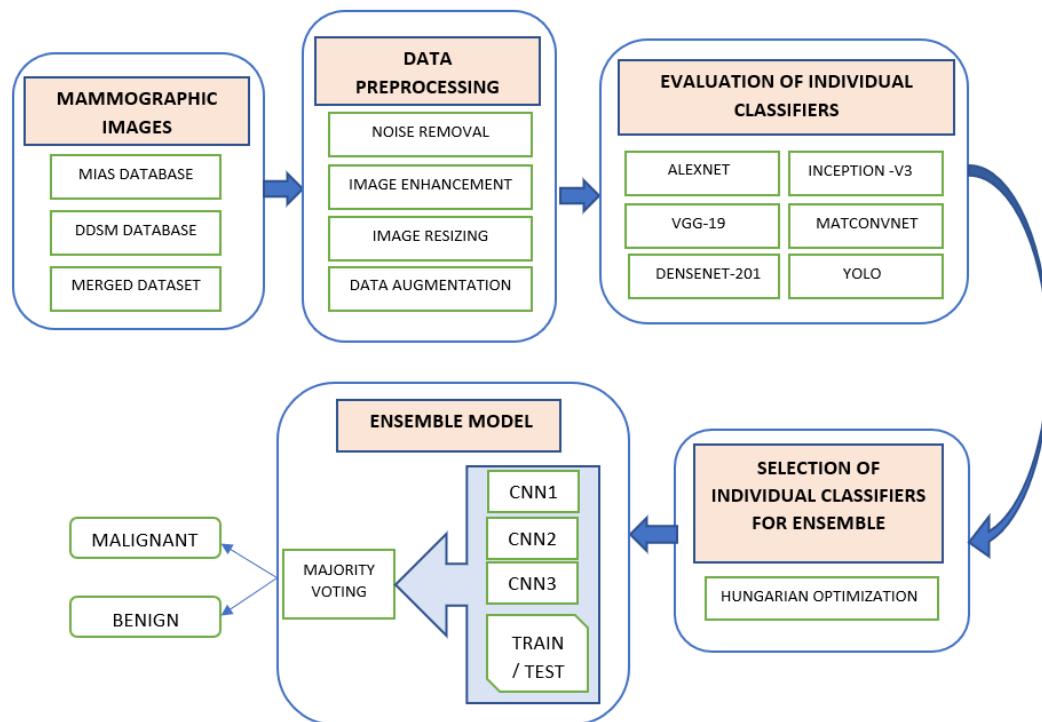 MAMMOGRAPHIC
IMAGES
MIAS DATABASE
DDSM DATABASE
MERGED DATASET
DATA
PREPROCESSING
NOISE REMOVAL
IMAGE ENHANCEMENT
IMAGE RESIZING
DATA AUGMENTATION
EVALUATION OF INDIVIDUAL
CLASSIFIERS
ALEXNET
INCEPTION -V3
VGG-19
MATCONVNET
DENSENET-201
YOLO
SELECTION OF
INDIVIDUAL CLASSIFIERS
FOR ENSEMBLE
HUNGARIAN OPTIMIZATION
ENSEMBLE MODEL
CNN1
CNN2
CNN3
TRAIN
/ TEST
MAJORITY
VOTING
MALIGNANT
BENIGN